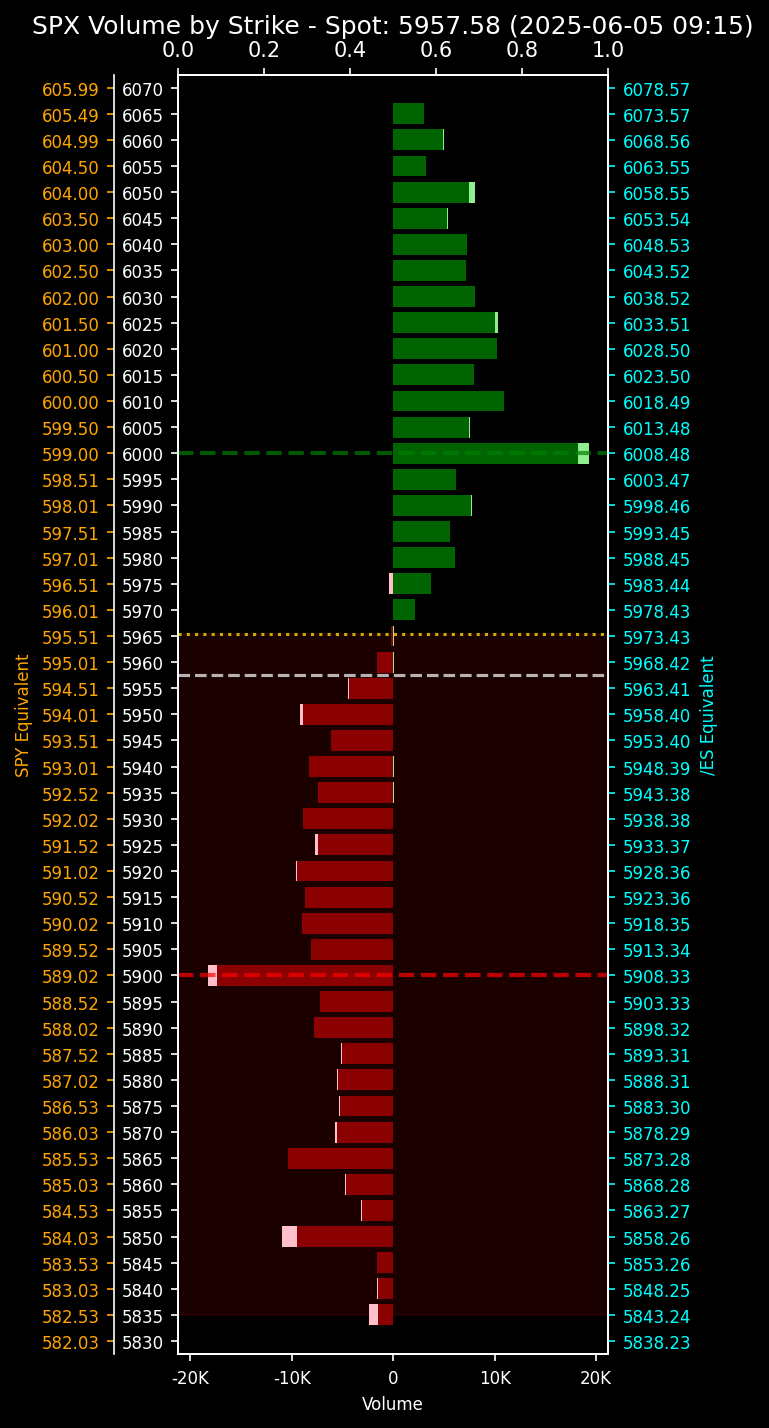 SPX Volume by Strike - Spot: 5957.58 (2025-06-05 09:15)
0.0 0.2 0.4 0.6 0.8 1.0
605.99 6070 6078.57
605.49 6065 6073.57
604.99 6060 6068.56
604.50 6055 6063.55
604.00 6050 6058.55
603.50 6045 6053.54
603.00 6040 6048.53
602.50 6035 6043.52
602.00 6030 6038.52
601.50 6025 6033.51
601.00 6020 6028.50
600.50 6015 6023.50
600.00 6010 6018.49
599.50 6005 6013.48
599.00 6000 6008.48
598.51 5995 6003.47
598.01 5990 5998.46
597.51 5985 5993.45
597.01 5980 5988.45
596.51 5975 5983.44
596.01 5970 5978.43
595.51 5965 5973.43
595.01 5960 5968.42
594.51 5955 5963.41
594.01 5950 5958.40
593.51 5945 5953.40
593.01 5940 5948.39
592.52 5935 5943.38
592.02 5930 5938.38
591.52 5925 5933.37
591.02 5920 5928.36
590.52 5915 5923.36
590.02 5910 5918.35
589.52 5905 5913.34
589.02 5900 5908.33
588.52 5895 5903.33
588.02 5890 5898.32
587.52 5885 5893.31
587.02 5880 5888.31
586.53 5875 5883.30
586.03 5870 5878.29
585.53 5865 5873.28
585.03 5860 5868.28
584.53 5855 5863.27
584.03 5850 5858.26
583.53 5845 5853.26
583.03 5840 5848.25
582.53 5835 5843.24
582.03 5830 5838.23
SPY Equivalent
/ES Equivalent
-20K -10K 0 10K 20K
Volume